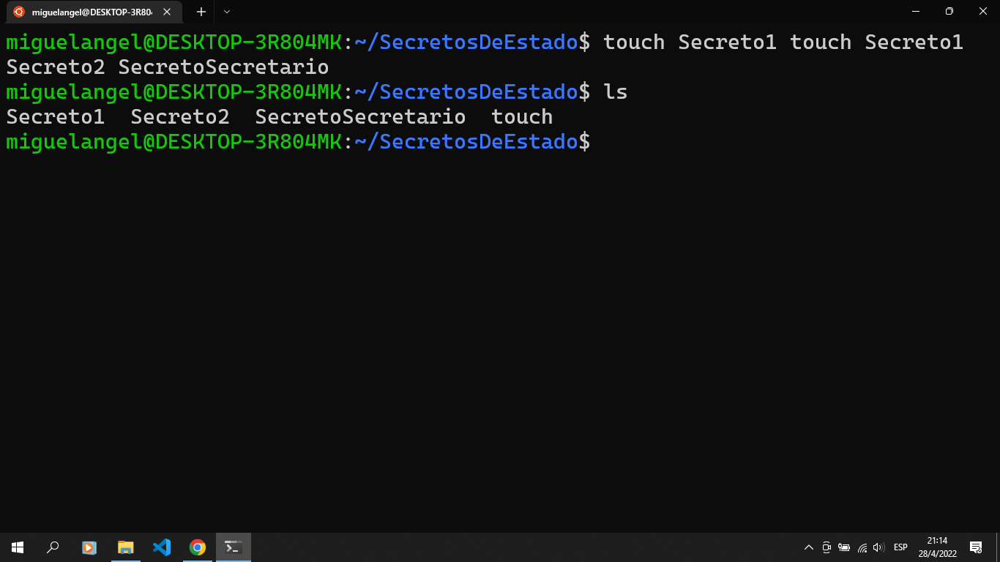 miguelangel@DESKTOP-3R804
miguelangel@DESKTOP-3R804MK:~/SecretosDeEstado$ touch Secreto1 touch Secreto1
Secreto2 SecretoSecretario
miguelangel@DESKTOP-3R804MK:~/SecretosDeEstado$ ls
Secreto1  Secreto2  SecretoSecretario  touch
miguelangel@DESKTOP-3R804MK:~/SecretosDeEstado$
ESP
21:14
28/4/2022